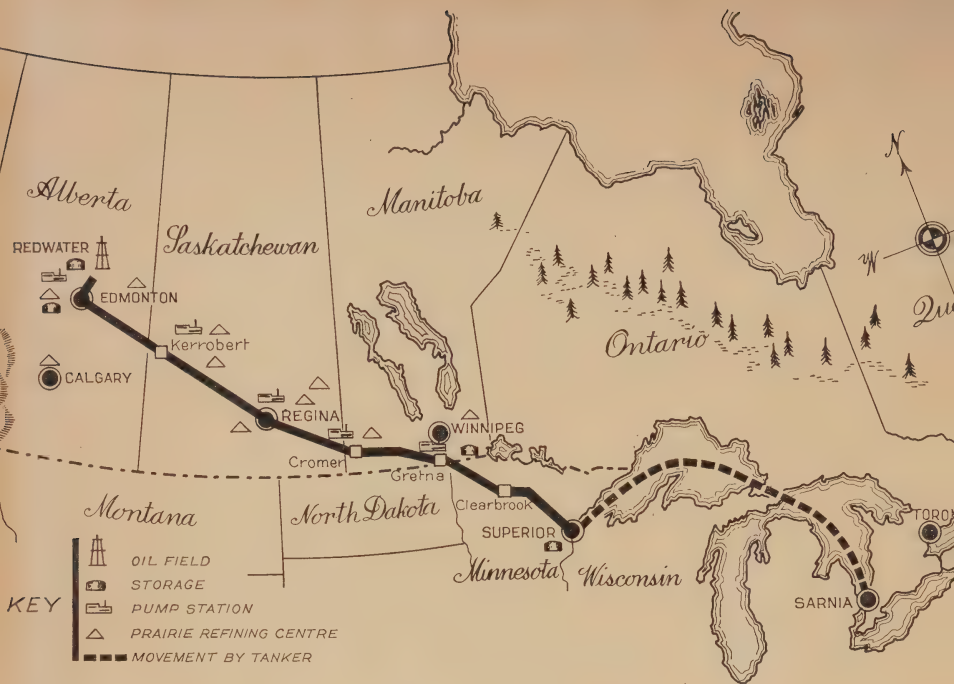 Alberta
Saskatchewan
Manitoba
Ontario
N
W
REDWATER
EDMONTON
Kerrobert
CALGARY
REGINA
WINNIPEG
Cromer
Gretna
Clearbrook
SUPERIOR
Montana
North Dakota
Minnesota
Wisconsin
SARNIA
KEY
OIL FIELD
STORAGE
PUMP STATION
PRAIRIE REFINING CENTRE
MOVEMENT BY TANKER